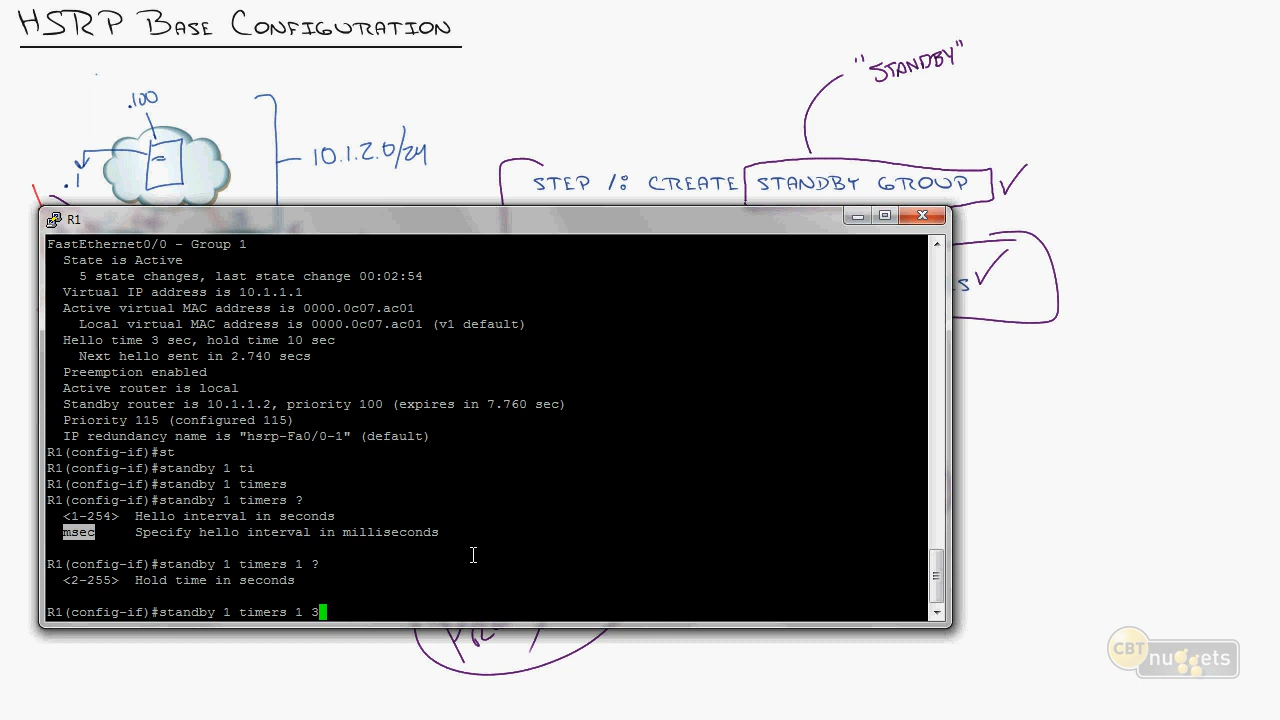 HSRP BASE CONFIGURATION
"STANDBY"
.100
10.1.2.0/24
.1
STEP 1: CREATE STANDBY GROUP
R1
FastEthernet0/0 - Group 1
State is Active
5 state changes, last state change 00:02:54
Virtual IP address is 10.1.1.1
Active virtual MAC address is 0000.0c07.ac01
Local virtual MAC address is 0000.0c07.ac01 (v1 default)
Hello time 3 sec, hold time 10 sec
Next hello sent in 2.740 secs
Preemption enabled
Active router is local
Standby router is 10.1.1.2, priority 100 (expires in 7.760 sec)
Priority 115 (configured 115)
IP redundancy name is "hsrp-Fa0/0-1" (default)
R1(config-if)#st
R1(config-if)#standby 1 ti
R1(config-if)#standby 1 timers
R1(config-if)#standby 1 timers ?
<1-254> Hello interval in seconds
msec Specify hello interval in milliseconds
R1(config-if)#standby 1 timers 1 ?
<2-255> Hold time in seconds
R1(config-if)#standby 1 timers 1 3
CBT nuggets